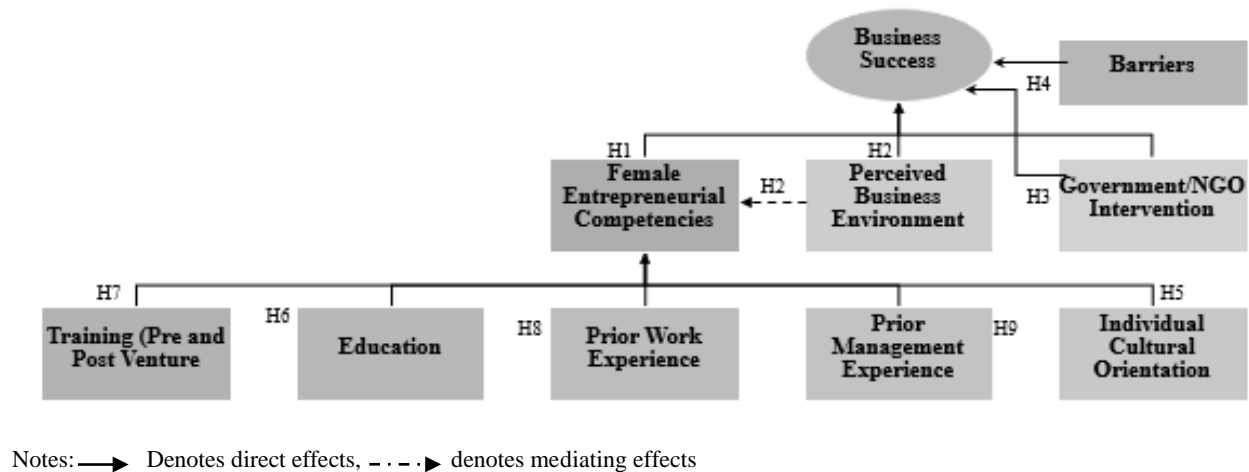 Business
Success
Barriers
H4
H1
H2
Female
Entrepreneurial
Competencies
H2
Perceived
Business
Environment
H3
Government/NGO
Intervention
H7
Training (Pre and
Post Venture
H6
Education
H8
Prior Work
Experience
Prior
Management
Experience
H9
H5
Individual
Cultural
Orientation
Notes: Denotes direct effects, denotes mediating effects